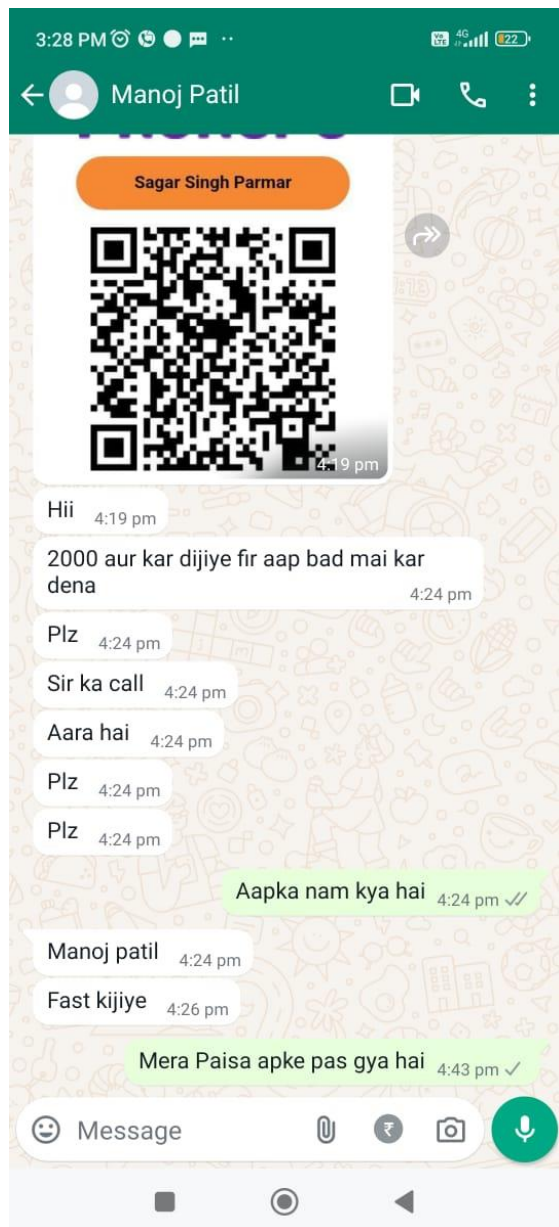 3:28 PM
4G
22
Manoj Patil
Sagar Singh Parmar
4:19 pm
Hii 4:19 pm
2000 aur kar dijiye fir aap bad mai kar
dena 4:24 pm
Plz 4:24 pm
Sir ka call 4:24 pm
Aara hai 4:24 pm
Plz 4:24 pm
Plz 4:24 pm
Aapka nam kya hai 4:24 pm
Manoj patil 4:24 pm
Fast kijiye 4:26 pm
Mera Paisa apke pas gya hai 4:43 pm
Message